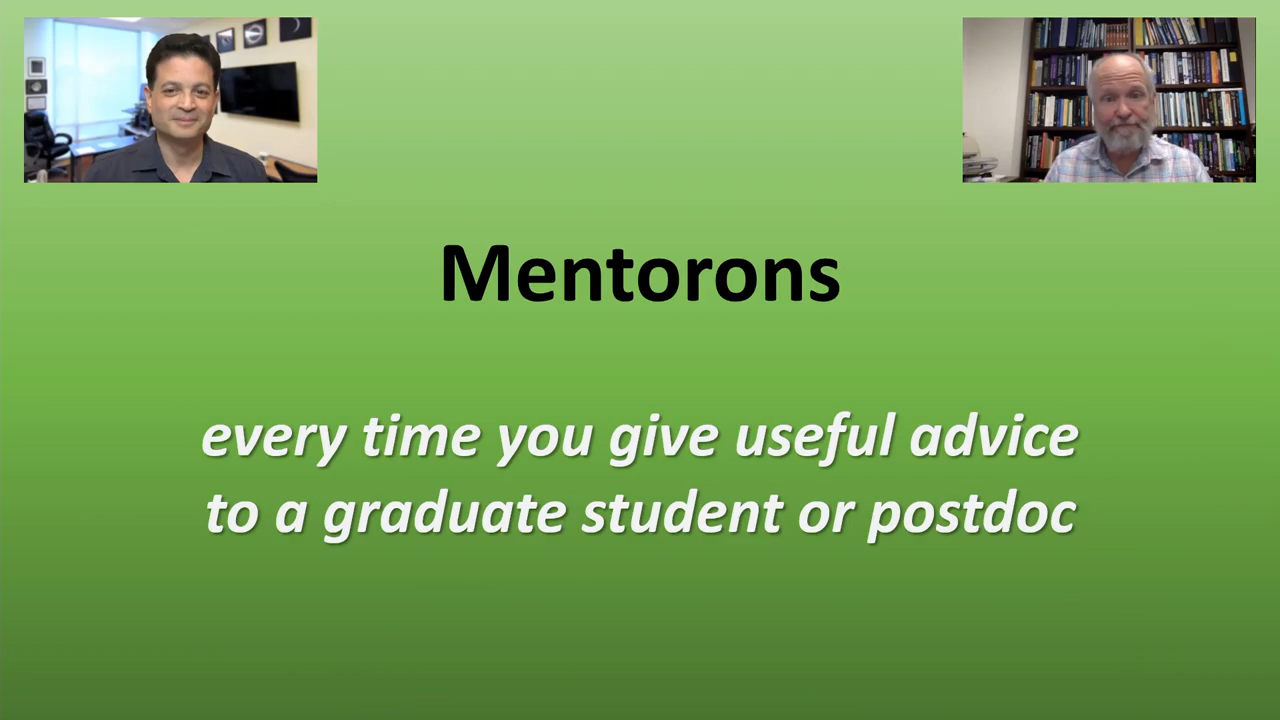 Mentorons
every time you give useful advice
to a graduate student or postdoc